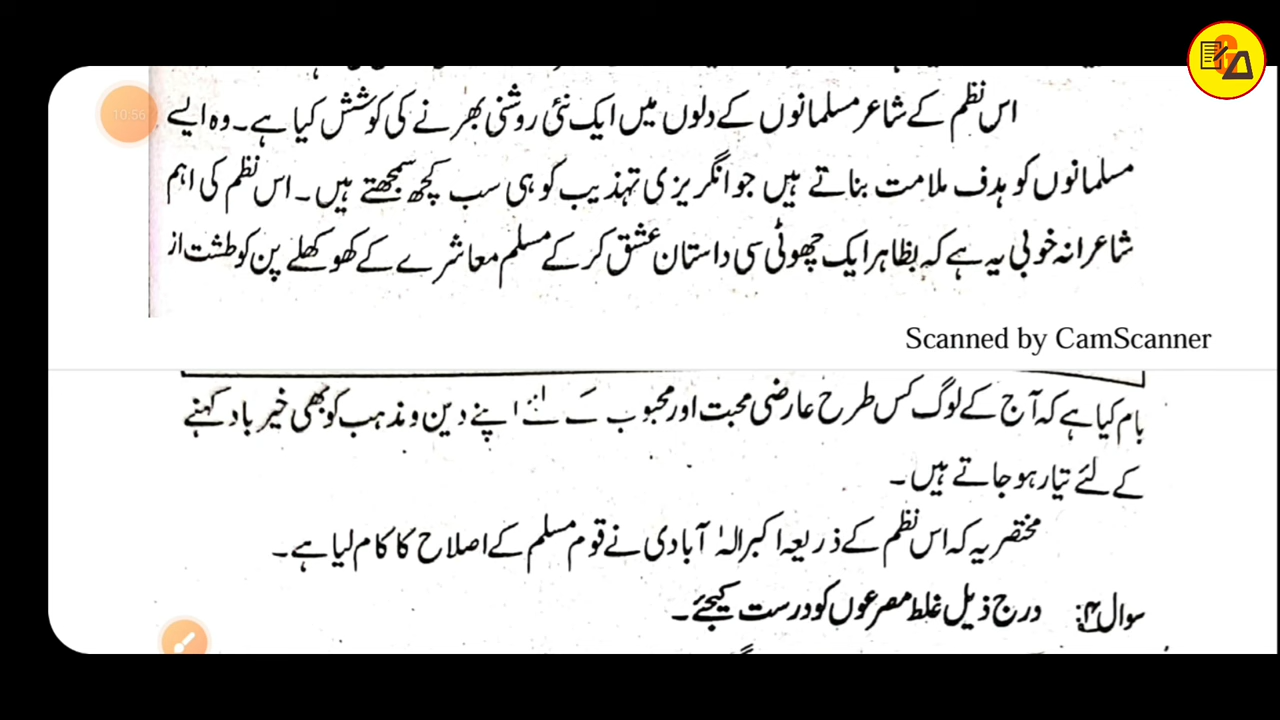 10:56
اس نظم کے شاعر مسلمانوں کے دلوں میں ایک نئی روشنی بھرنے کی کوشش کیا ہے۔ وہ ایسے
مسلمانوں کو ہدف ملامت بناتے ہیں جو انگریزی تہذیب کو ہی سب کچھ سمجھتے ہیں۔ اس نظم کی اہم
شاعرانہ خوبی یہ ہے کہ بظاہر ایک چھوٹی سی داستان عشق کر کے مسلم معاشرے کے کھوکھلے پن کو طشت از
Scanned by CamScanner
بام کیا ہے کہ آج کے لوگ کس طرح عارضی محبت اور محبوب کے لئے اپنے دین و مذہب کو بھی خیر باد کہنے
کے لئے تیار ہو جاتے ہیں۔
مختصر یہ کہ اس نظم کے ذریعہ اکبر الہٰ آبادی نے قوم مسلم کے اصلاح کا کام لیا ہے۔
سوال ۴: درج ذیل غلط مصرعوں کو درست کیجئے۔